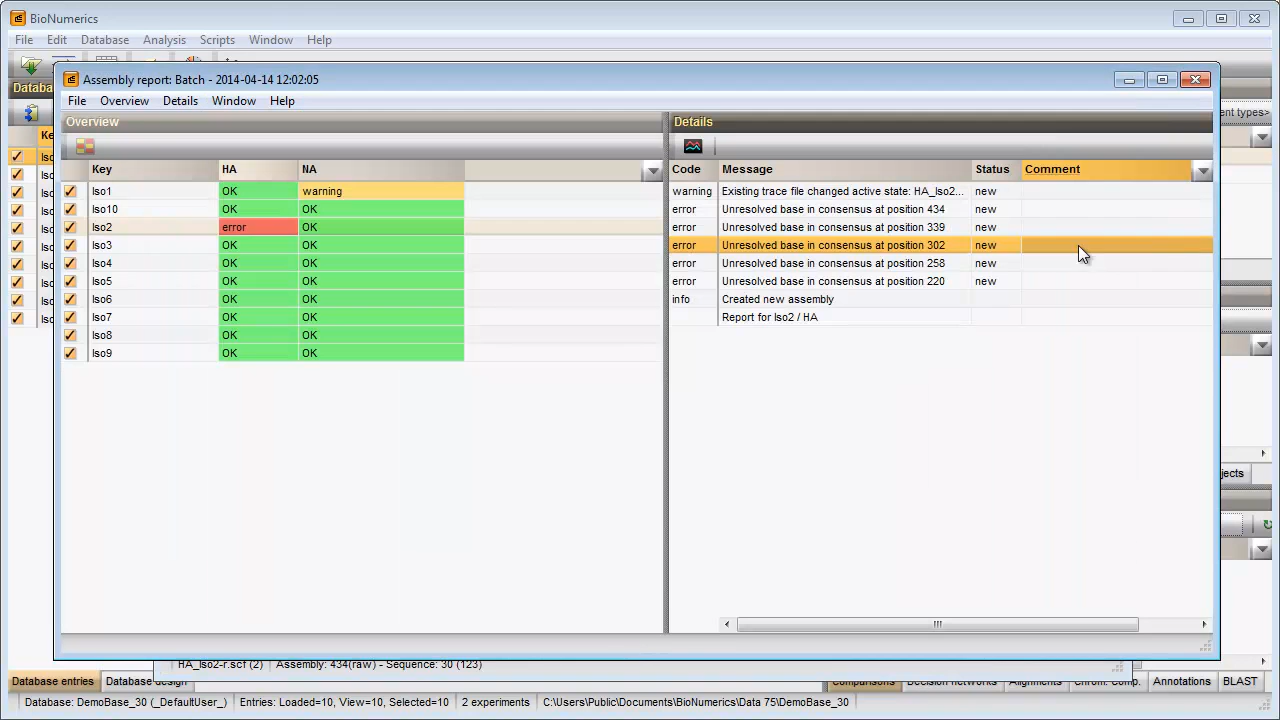 BioNumerics
File Edit Database Analysis Scripts Window Help
Assembly report: Batch - 2014-04-14 12:02:05
File Overview Details Window Help
Overview
Details
Key HA NA
Code Message Status Comment
Iso1 OK warning
Iso10 OK OK
Iso2 error OK
Iso3 OK OK
Iso4 OK OK
Iso5 OK OK
Iso6 OK OK
Iso7 OK OK
Iso8 OK OK
Iso9 OK OK
warning Existing trace file changed active state: HA_Iso2... new
error Unresolved base in consensus at position 434 new
error Unresolved base in consensus at position 339 new
error Unresolved base in consensus at position 302 new
error Unresolved base in consensus at position 258 new
error Unresolved base in consensus at position 220 new
info Created new assembly
Report for Iso2 / HA
HA_Iso2-r.scf (2) Assembly: 434(raw) - Sequence: 30 (123)
Database entries Database design Comparisons Decision networks Alignments Chrom. Comp. Annotations BLAST
Database: DemoBase_30 (_DefaultUser_) Entries: Loaded=10, View=10, Selected=10 2 experiments C:\Users\Public\Documents\BioNumerics\Data 75\DemoBase_30